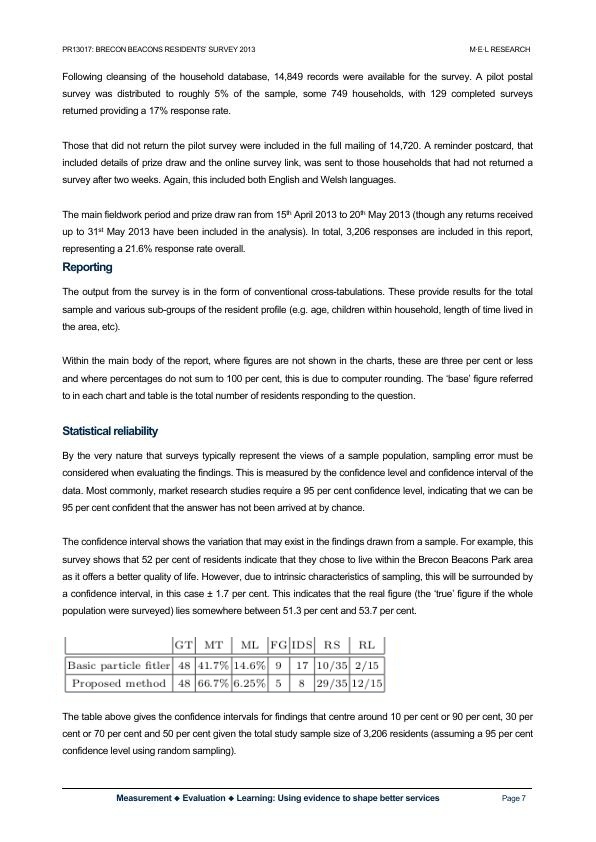 PR13017: BRECON BEACONS RESIDENTS' SURVEY 2013 M·E·L RESEARCH
Following cleansing of the household database, 14,849 records were available for the survey. A pilot postal
survey was distributed to roughly 5% of the sample, some 749 households, with 129 completed surveys
returned providing a 17% response rate.
Those that did not return the pilot survey were included in the full mailing of 14,720. A reminder postcard, that
included details of prize draw and the online survey link, was sent to those households that had not returned a
survey after two weeks. Again, this included both English and Welsh languages.
The main fieldwork period and prize draw ran from 15th April 2013 to 20th May 2013 (though any returns received
up to 31st May 2013 have been included in the analysis). In total, 3,206 responses are included in this report,
representing a 21.6% response rate overall.
Reporting
The output from the survey is in the form of conventional cross-tabulations. These provide results for the total
sample and various sub-groups of the resident profile (e.g. age, children within household, length of time lived in
the area, etc).
Within the main body of the report, where figures are not shown in the charts, these are three per cent or less
and where percentages do not sum to 100 per cent, this is due to computer rounding. The 'base' figure referred
to in each chart and table is the total number of residents responding to the question.
Statistical reliability
By the very nature that surveys typically represent the views of a sample population, sampling error must be
considered when evaluating the findings. This is measured by the confidence level and confidence interval of the
data. Most commonly, market research studies require a 95 per cent confidence level, indicating that we can be
95 per cent confident that the answer has not been arrived at by chance.
The confidence interval shows the variation that may exist in the findings drawn from a sample. For example, this
survey shows that 52 per cent of residents indicate that they chose to live within the Brecon Beacons Park area
as it offers a better quality of life. However, due to intrinsic characteristics of sampling, this will be surrounded by
a confidence interval, in this case ± 1.7 per cent. This indicates that the real figure (the 'true' figure if the whole
population were surveyed) lies somewhere between 51.3 per cent and 53.7 per cent.
GT MT ML FG IDS RS RL
Basic particle fitler 48 41.7% 14.6% 9 17 10/35 2/15
Proposed method 48 66.7% 6.25% 5 8 29/35 12/15
The table above gives the confidence intervals for findings that centre around 10 per cent or 90 per cent, 30 per
cent or 70 per cent and 50 per cent given the total study sample size of 3,206 residents (assuming a 95 per cent
confidence level using random sampling).
Measurement ◆ Evaluation ◆ Learning: Using evidence to shape better services Page 7